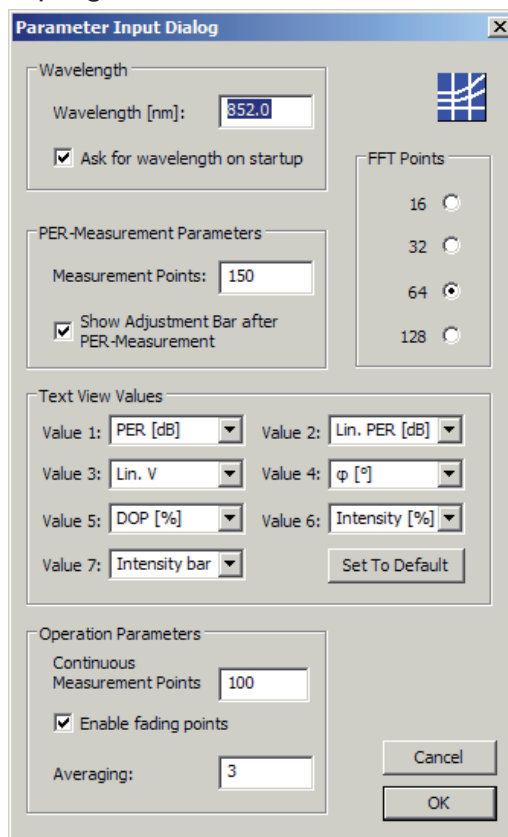 Parameter Input Dialog
Wavelength
Wavelength [nm]: 852.0
Ask for wavelength on startup
FFT Points
16
32
64
128
PER-Measurement Parameters
Measurement Points: 150
Show Adjustment Bar after
PER-Measurement
Text View Values
Value 1: PER [dB] Value 2: Lin. PER [dB]
Value 3: Lin. V Value 4: φ [°]
Value 5: DOP [%] Value 6: Intensity [%]
Value 7: Intensity bar Set To Default
Operation Parameters
Continuous
Measurement Points 100
Enable fading points
Averaging: 3
Cancel
OK